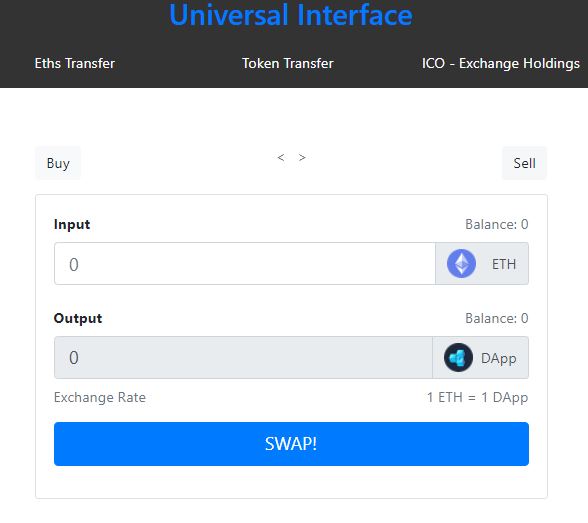 Universal Interface
Eths Transfer Token Transfer ICO - Exchange Holdings
Buy < > Sell
Input Balance: 0
0 ETH
Output Balance: 0
0 DApp
Exchange Rate 1 ETH = 1 DApp
SWAP!